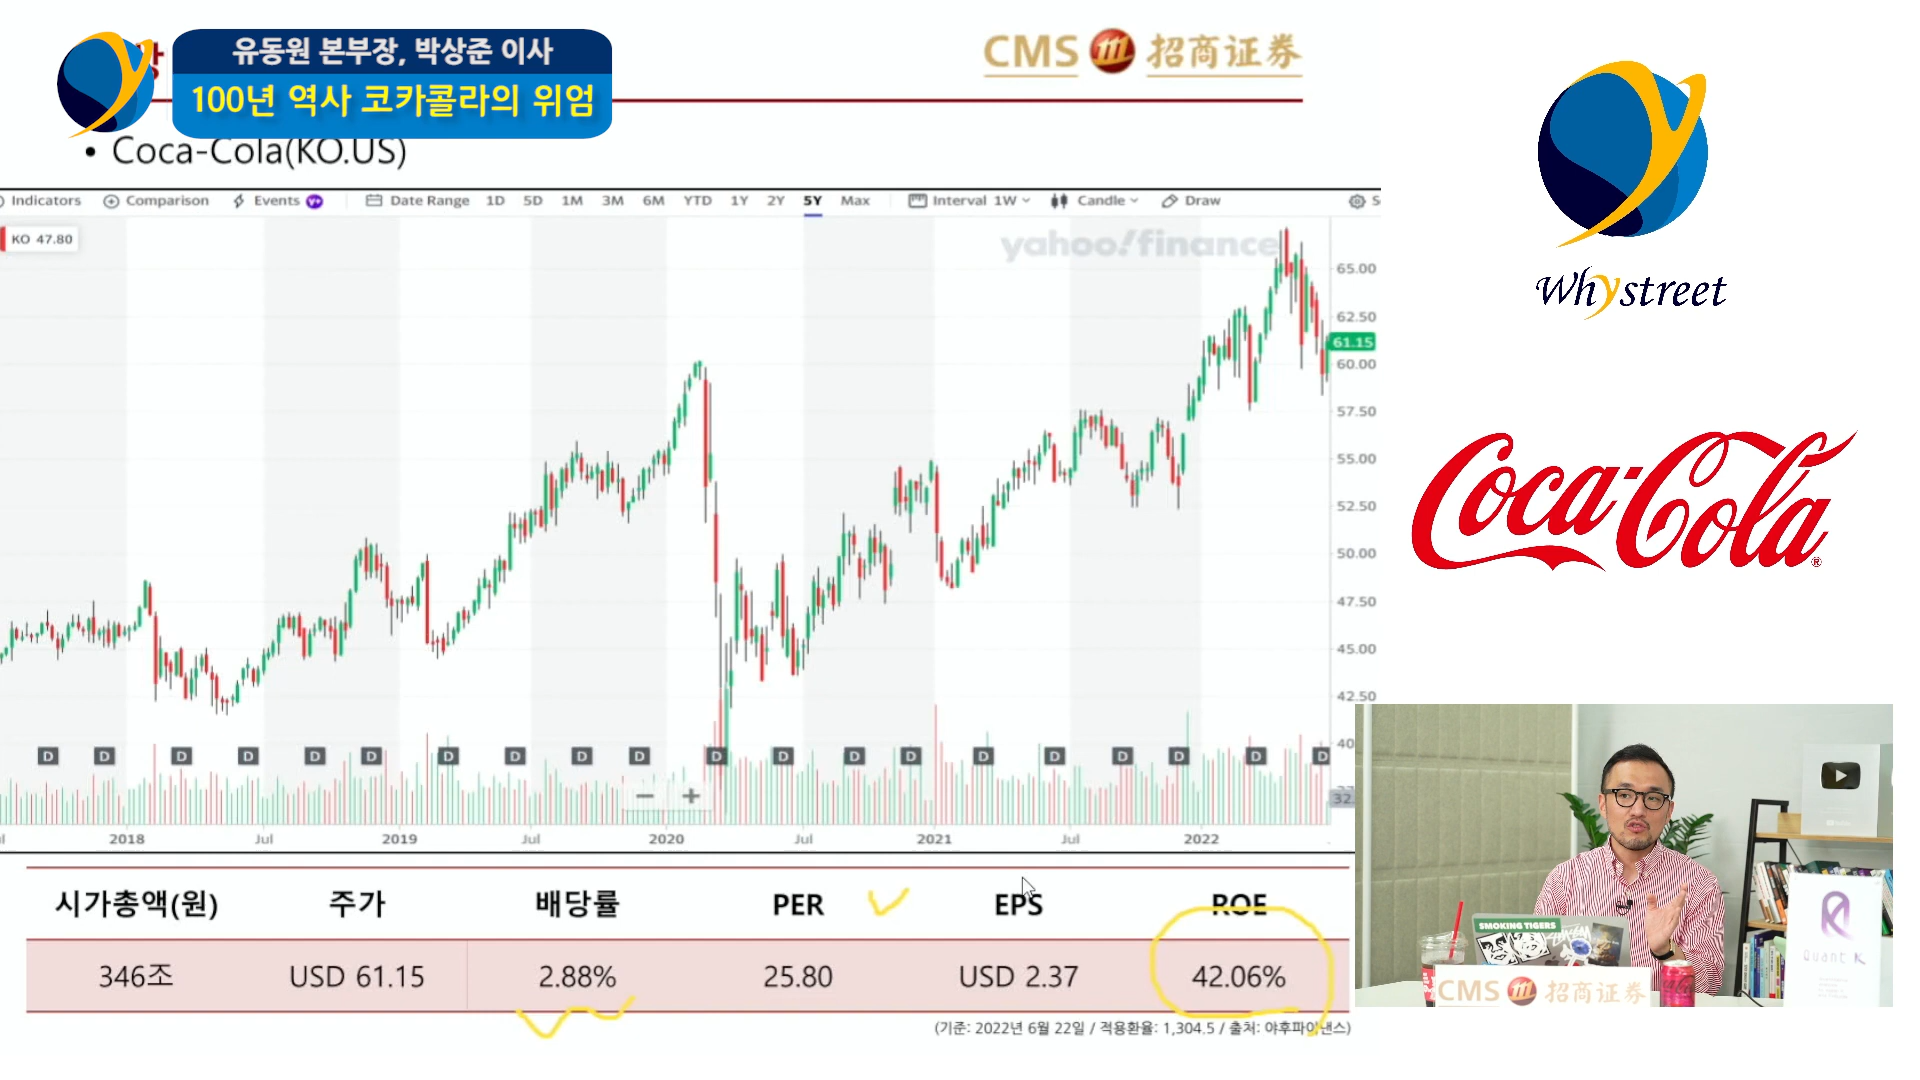 유동원 본부장, 박상준 이사
100년 역사 코카콜라의 위엄
CMS 招商证券
• Coca-Cola(KO.US)
Indicators Comparison Events Y+ Date Range 1D 5D 1M 3M 6M YTD 1Y 2Y 5Y Max Interval 1W Candle Draw
KO 47.80
yahoo!finance
65.00
62.50
61.15
60.00
57.50
55.00
52.50
50.00
47.50
45.00
42.50
40
32.
D D D D D D D D D D D D D D D D D D D D
− +
2018 Jul 2019 Jul 2020 Jul 2021 Jul 2022
시가총액(원) 주가 배당률 PER EPS ROE
346조 USD 61.15 2.88% 25.80 USD 2.37 42.06%
(기준: 2022년 6월 22일 / 적용환율: 1,304.5 / 출처: 야후파이낸스)
Whystreet
Coca-Cola®
SMOKING TIGERS
CMS 招商证券
Quant K